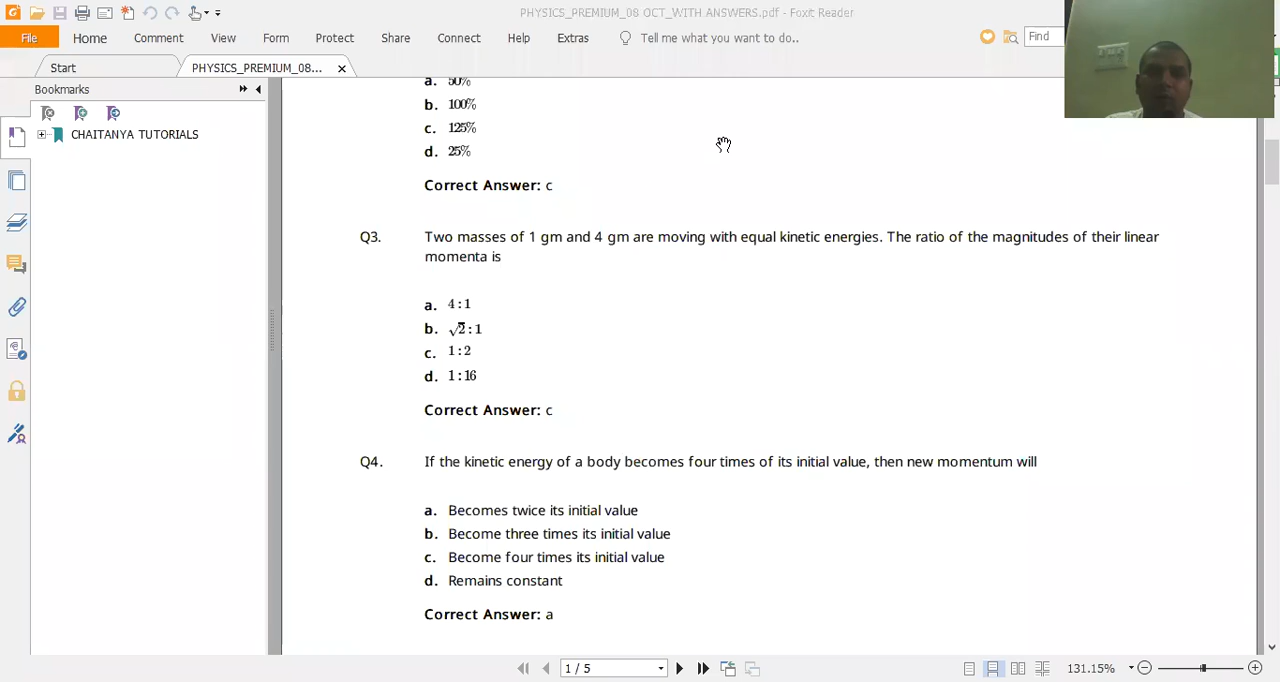 PHYSICS_PREMIUM_08 OCT_WITH ANSWERS.pdf - Foxit Reader
File Home Comment View Form Protect Share Connect Help Extras Tell me what you want to do.. Find
Start PHYSICS_PREMIUM_08...
Bookmarks
CHAITANYA TUTORIALS
a. 50%
b. 100%
c. 125%
d. 25%
Correct Answer: c
Q3. Two masses of 1 gm and 4 gm are moving with equal kinetic energies. The ratio of the magnitudes of their linear
momenta is
a. 4 : 1
b. √2 : 1
c. 1 : 2
d. 1 : 16
Correct Answer: c
Q4. If the kinetic energy of a body becomes four times of its initial value, then new momentum will
a. Becomes twice its initial value
b. Become three times its initial value
c. Become four times its initial value
d. Remains constant
Correct Answer: a
1 / 5 131.15%